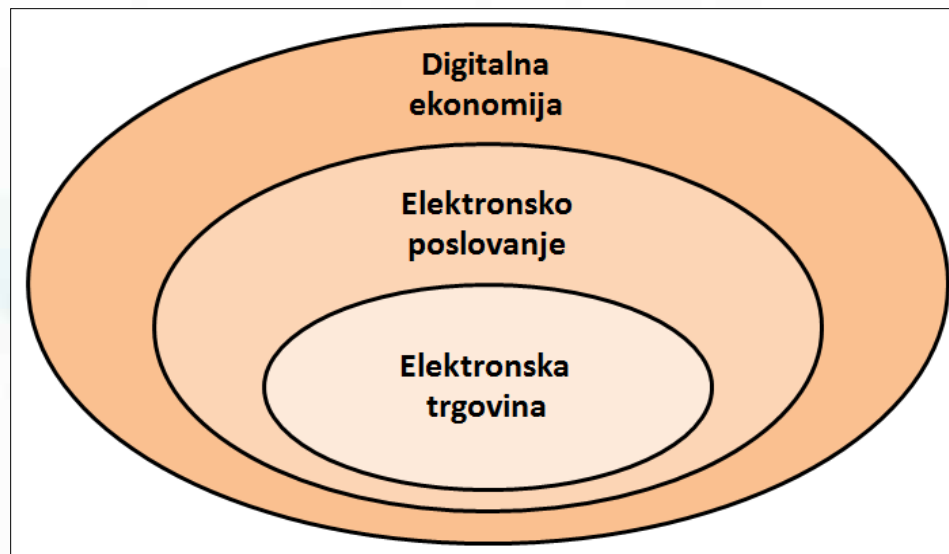 Digitalna
ekonomija
Elektronsko
poslovanje
Elektronska
trgovina